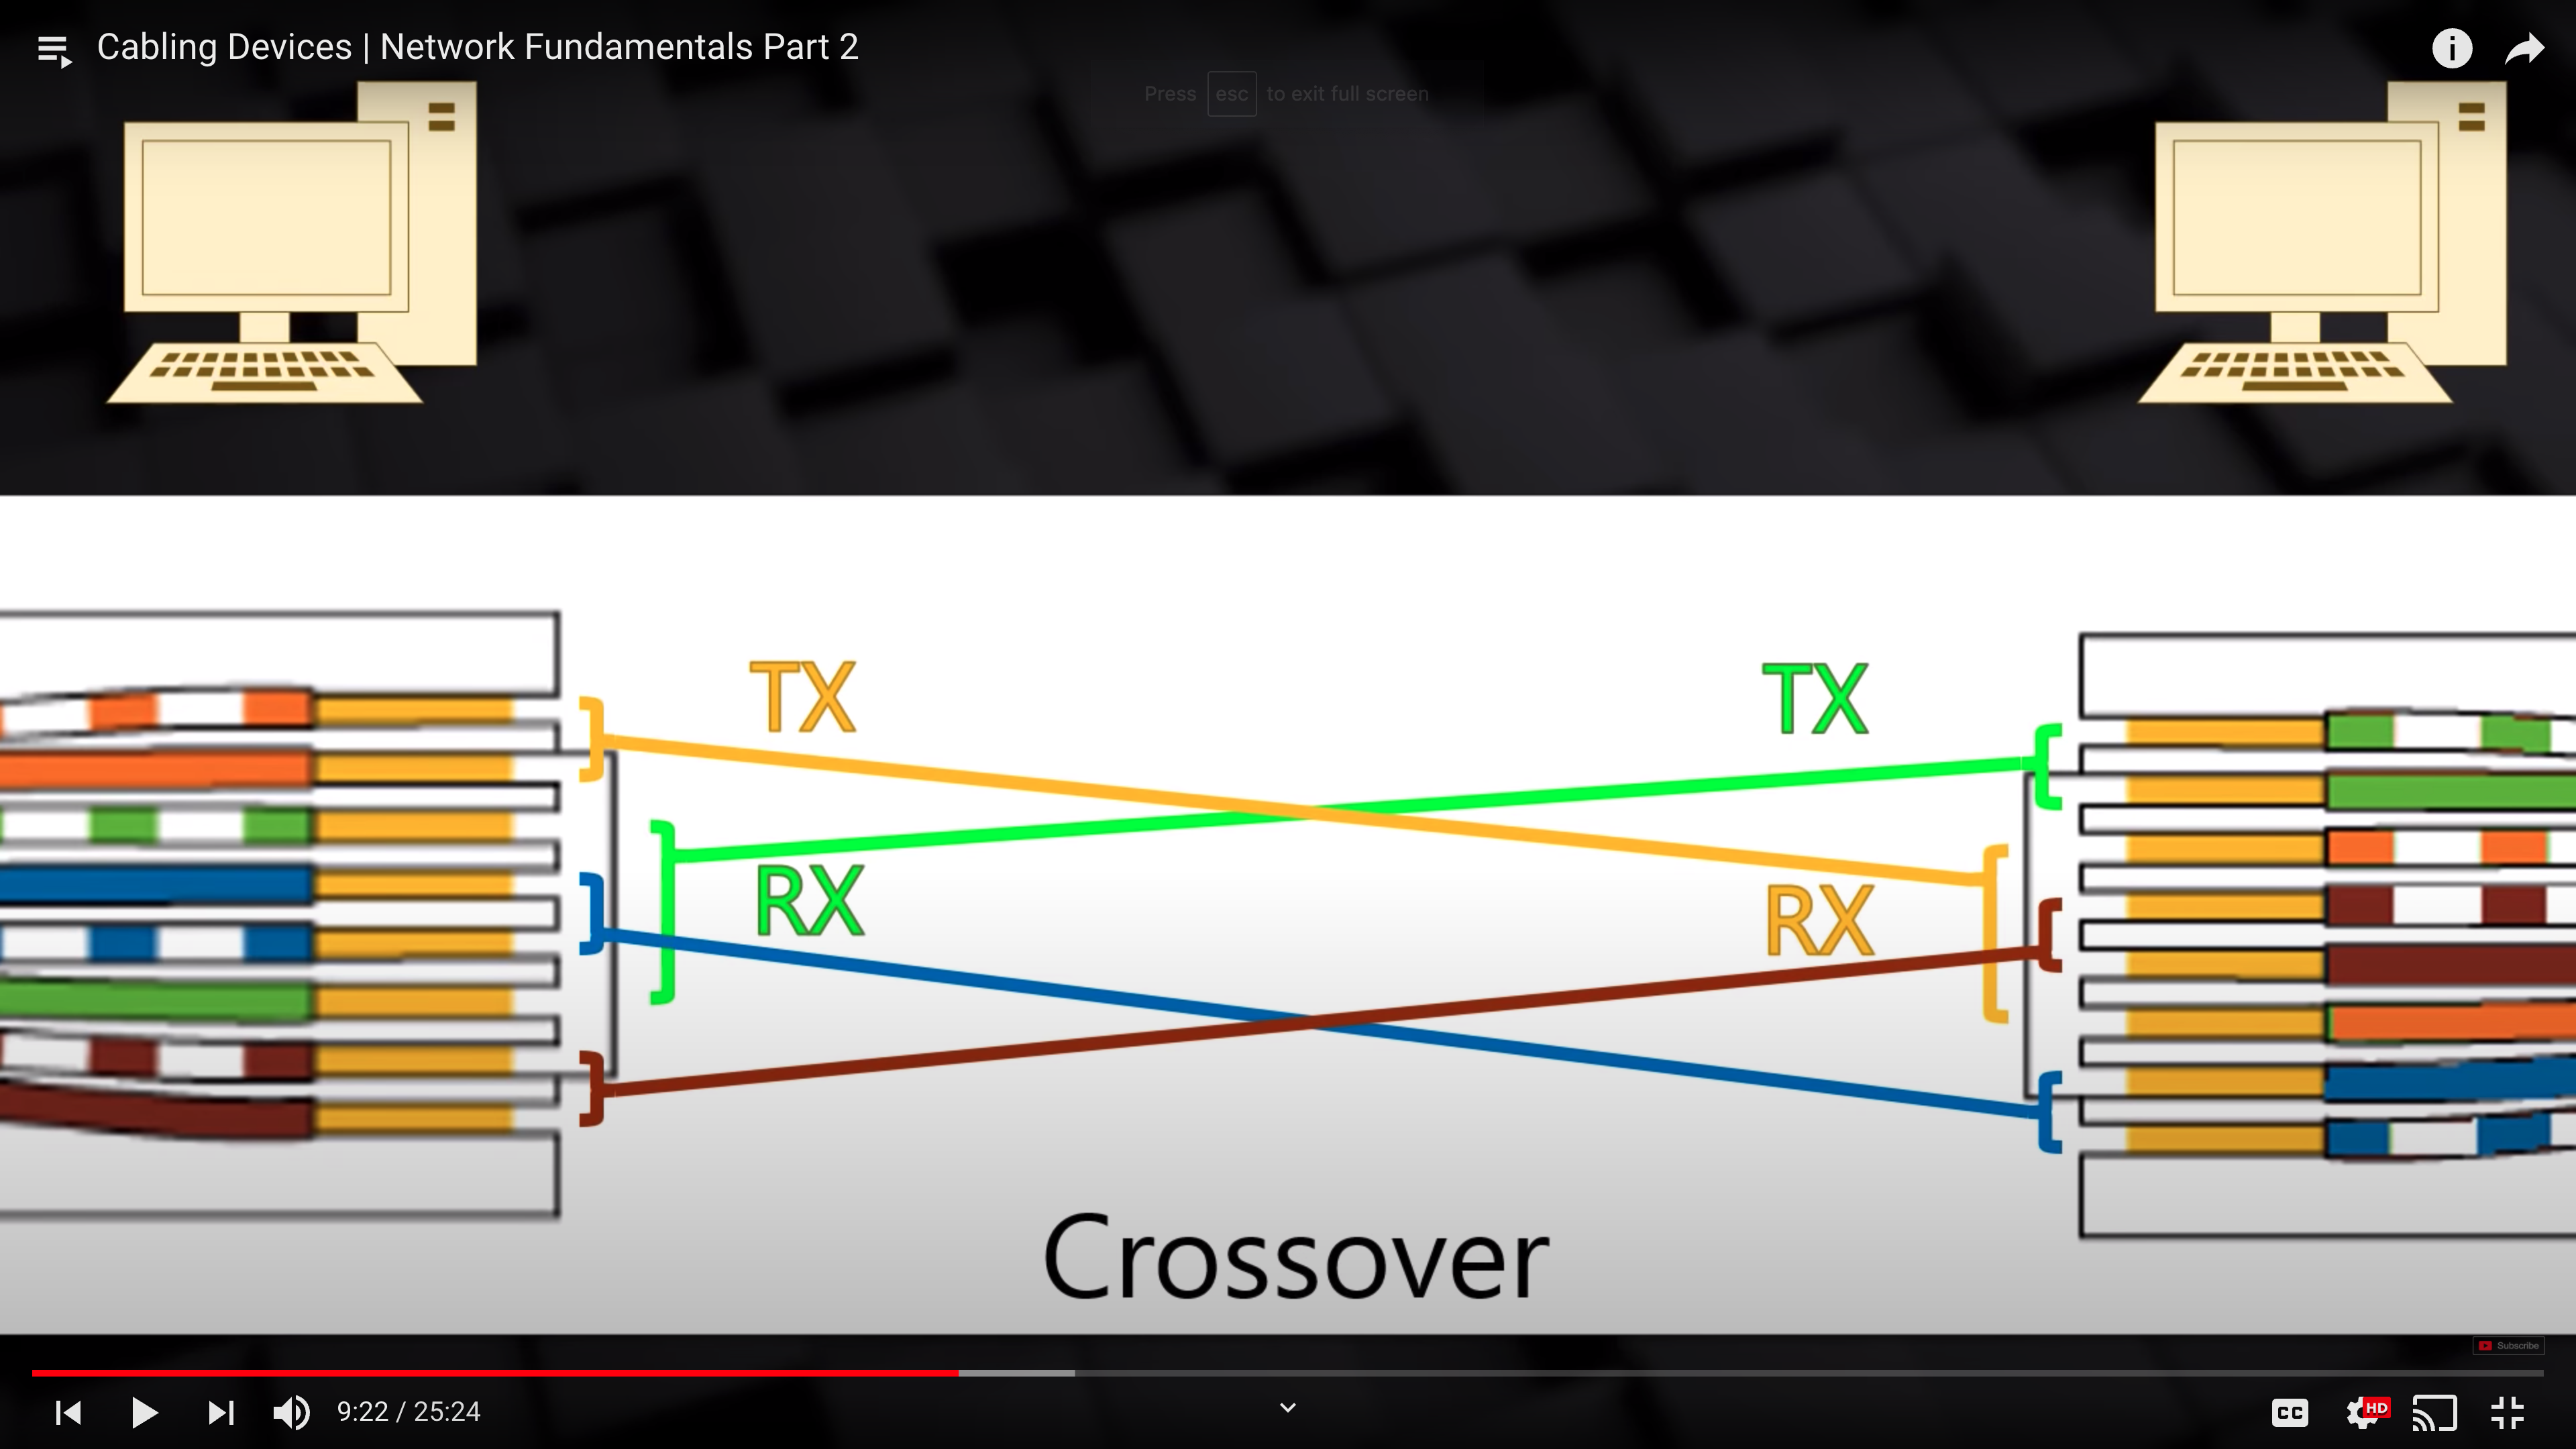 Cabling Devices | Network Fundamentals Part 2
Press esc to exit full screen
TX
TX
RX
RX
Crossover
Subscribe
9:22 / 25:24
CC
HD